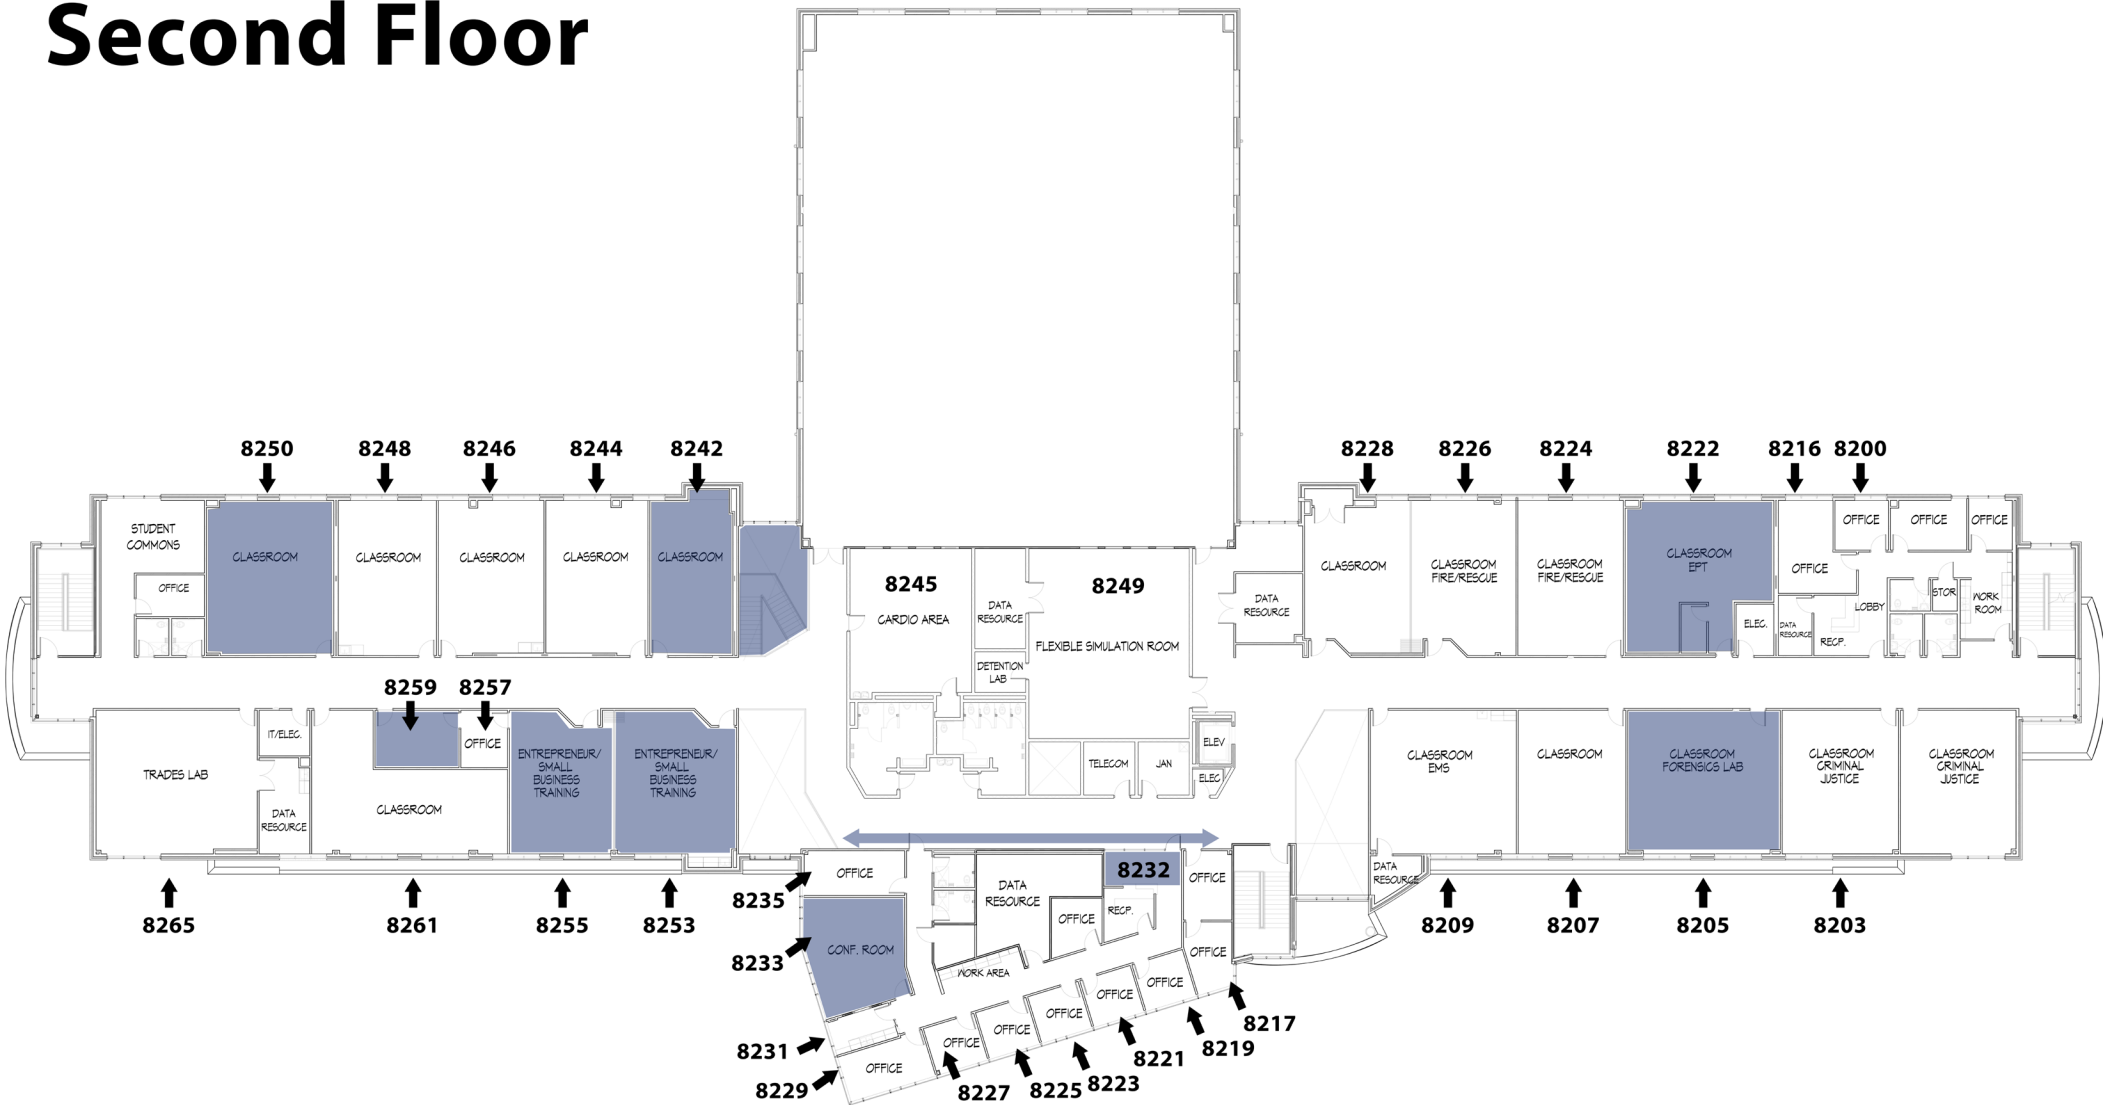 Second Floor
8250
8248
8246
8244
8242
8228
8226
8224
8222
8216
8200
STUDENT
COMMONS
OFFICE
CLASSROOM
CLASSROOM
CLASSROOM
CLASSROOM
CLASSROOM
8245
CARDIO AREA
DATA
RESOURCE
DETENTION
LAB
8249
FLEXIBLE SIMULATION ROOM
DATA
RESOURCE
CLASSROOM
CLASSROOM
FIRE/RESCUE
CLASSROOM
FIRE/RESCUE
CLASSROOM
EPT
ELEC.
OFFICE
DATA
RESOURCE
OFFICE
OFFICE
OFFICE
LOBBY
RECP.
STOR
WORK
ROOM
8259
8257
OFFICE
TRADES LAB
IT/ELEC.
DATA
RESOURCE
CLASSROOM
ENTREPRENEUR/
SMALL
BUSINESS
TRAINING
ENTREPRENEUR/
SMALL
BUSINESS
TRAINING
TELECOM
JAN
ELEV
ELEC
CLASSROOM
EMS
CLASSROOM
CLASSROOM
FORENSICS LAB
CLASSROOM
CRIMINAL
JUSTICE
CLASSROOM
CRIMINAL
JUSTICE
DATA
RESOURCE
8265
8261
8255
8253
8235
OFFICE
8233
CONF. ROOM
DATA
RESOURCE
8232
RECP.
OFFICE
OFFICE
OFFICE
WORK AREA
OFFICE
OFFICE
OFFICE
OFFICE
OFFICE
OFFICE
8209
8207
8205
8203
8231
8229
8227
8225
8223
8221
8219
8217